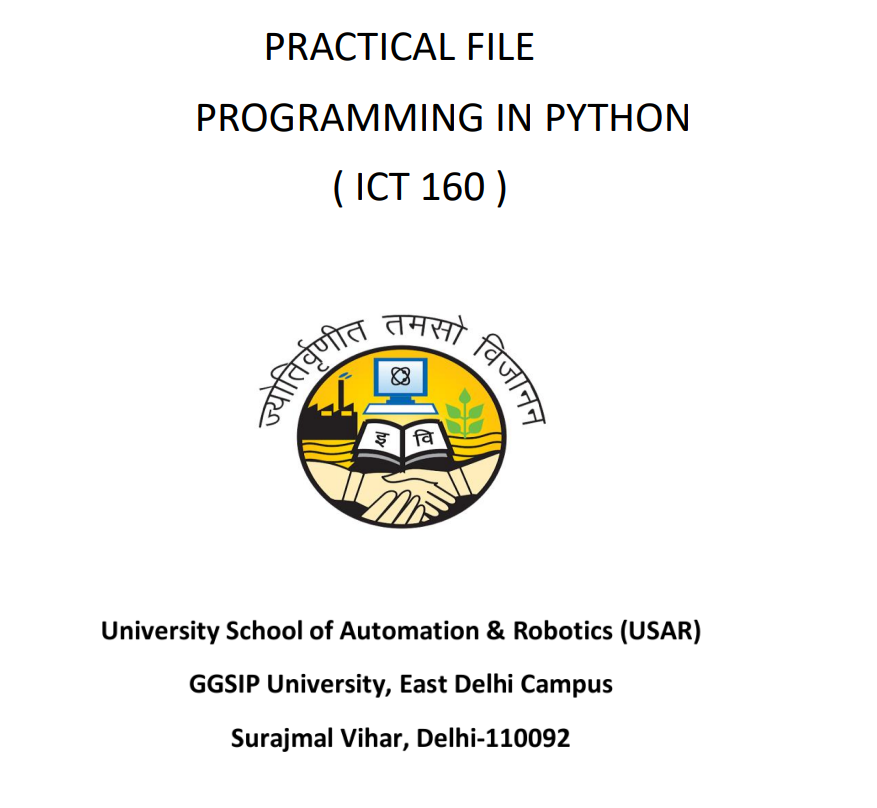 PRACTICAL FILE
PROGRAMMING IN PYTHON
( ICT 160 )
ज्योतिर्वृणीत तमसो विजानन
इ वि
University School of Automation & Robotics (USAR)
GGSIP University, East Delhi Campus
Surajmal Vihar, Delhi-110092